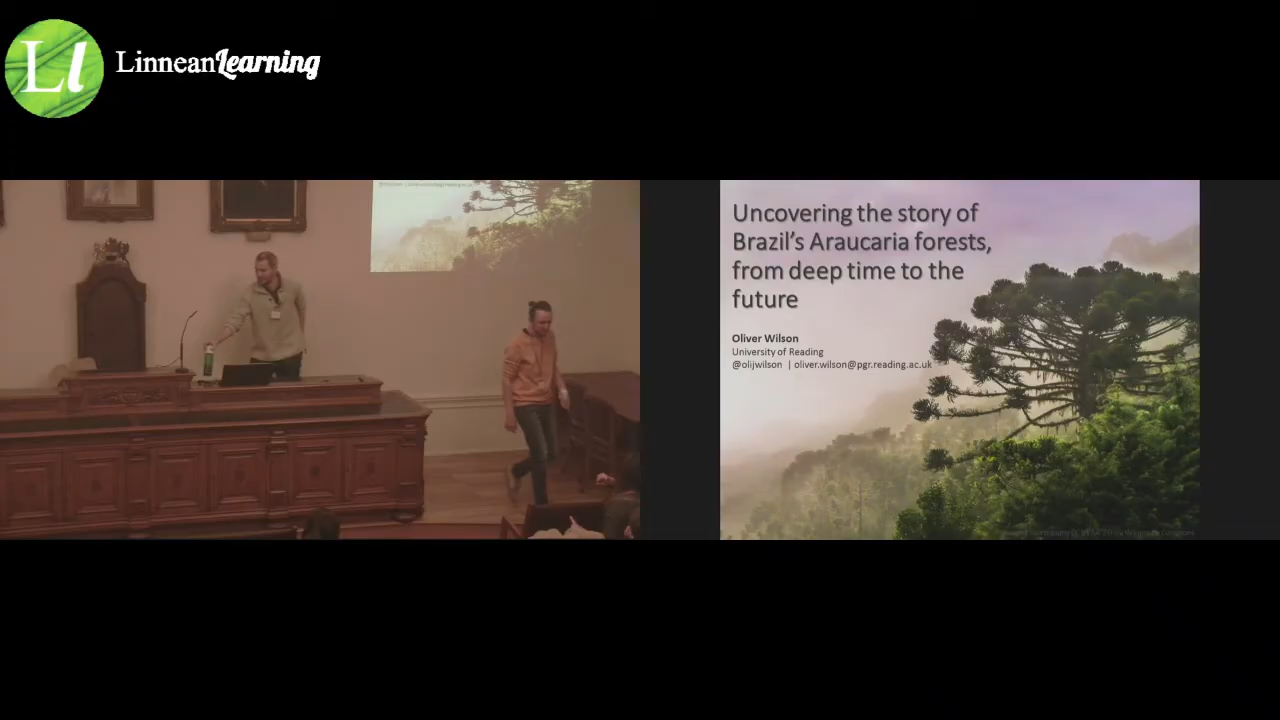 Ll LinneanLearning
Uncovering the story of
Brazil's Araucaria forests,
from deep time to the
future
Oliver Wilson
University of Reading
@olijwilson | oliver.wilson@pgr.reading.ac.uk